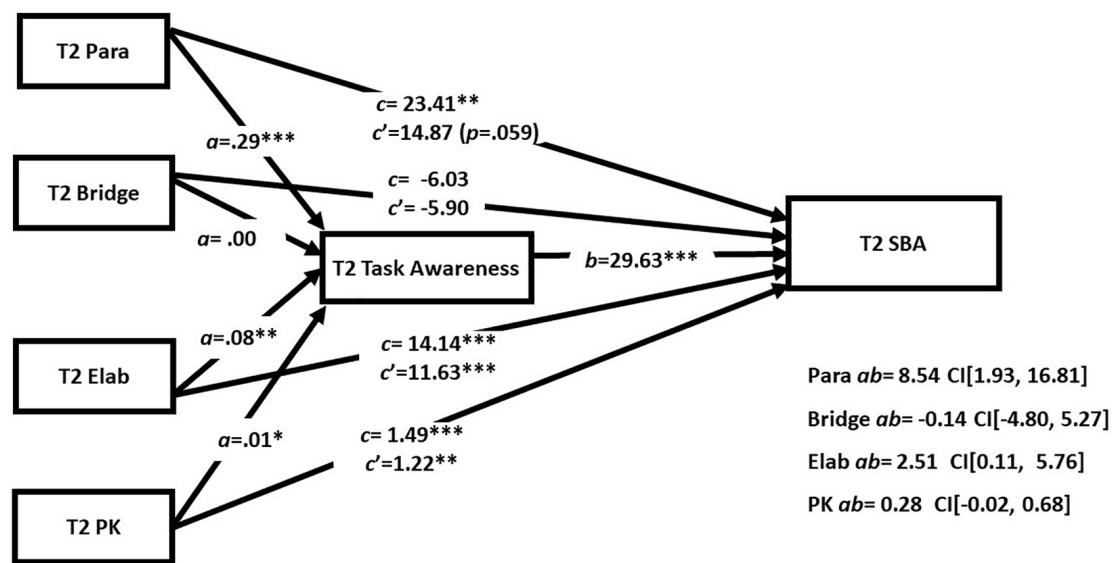 T2 Para
c= 23.41**
c’=14.87 (p=.059)
a=.29***
T2 Bridge
c=  -6.03
c’= -5.90
a= .00
T2 Task Awareness
b=29.63***
T2 SBA
a=.08**
c= 14.14***
c’=11.63***
T2 Elab
Para ab= 8.54 CI[1.93, 16.81]
Bridge ab= -0.14 CI[-4.80, 5.27]
Elab ab= 2.51  CI[0.11,  5.76]
PK ab= 0.28  CI[-0.02, 0.68]
a=.01*
c= 1.49***
c’=1.22**
T2 PK